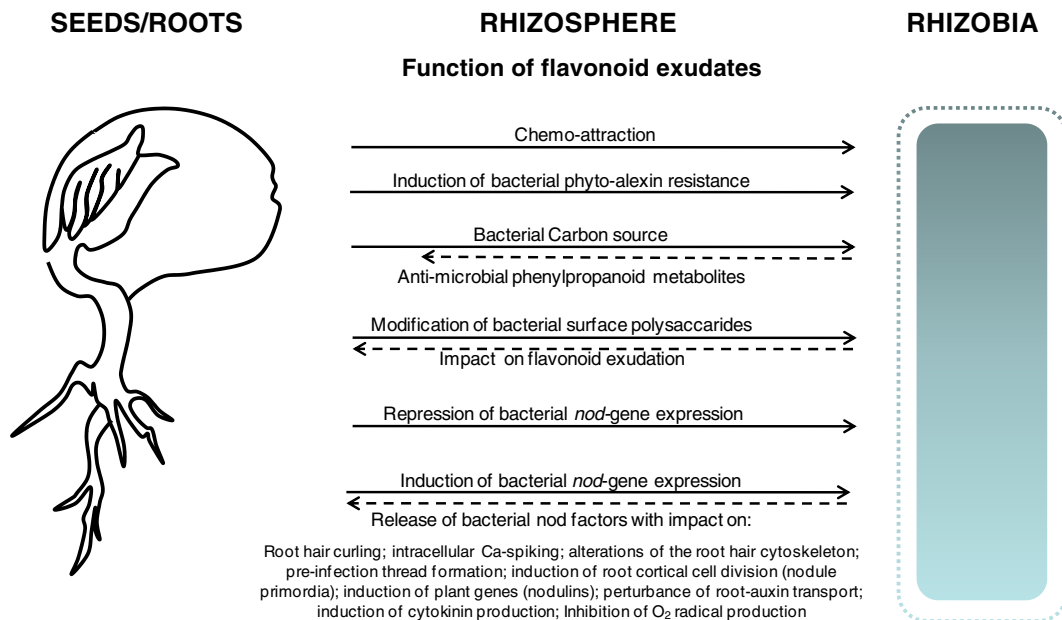 SEEDS/ROOTS
RHIZOSPHERE
RHIZOBIA
Function of flavonoid exudates
Chemo-attraction
Induction of bacterial phyto-alexin resistance
Bacterial Carbon source
Anti-microbial phenylpropanoid metabolites
Modification of bacterial surface polysaccarides
Impact on flavonoid exudation
Repression of bacterial nod-gene expression
Induction of bacterial nod-gene expression
Release of bacterial nod factors with impact on:
Root hair curling; intracellular Ca-spiking; alterations of the root hair cytoskeleton;
pre-infection thread formation; induction of root cortical cell division (nodule
primordia); induction of plant genes (nodulins); perturbance of root-auxin transport;
induction of cytokinin production; Inhibition of O₂ radical production